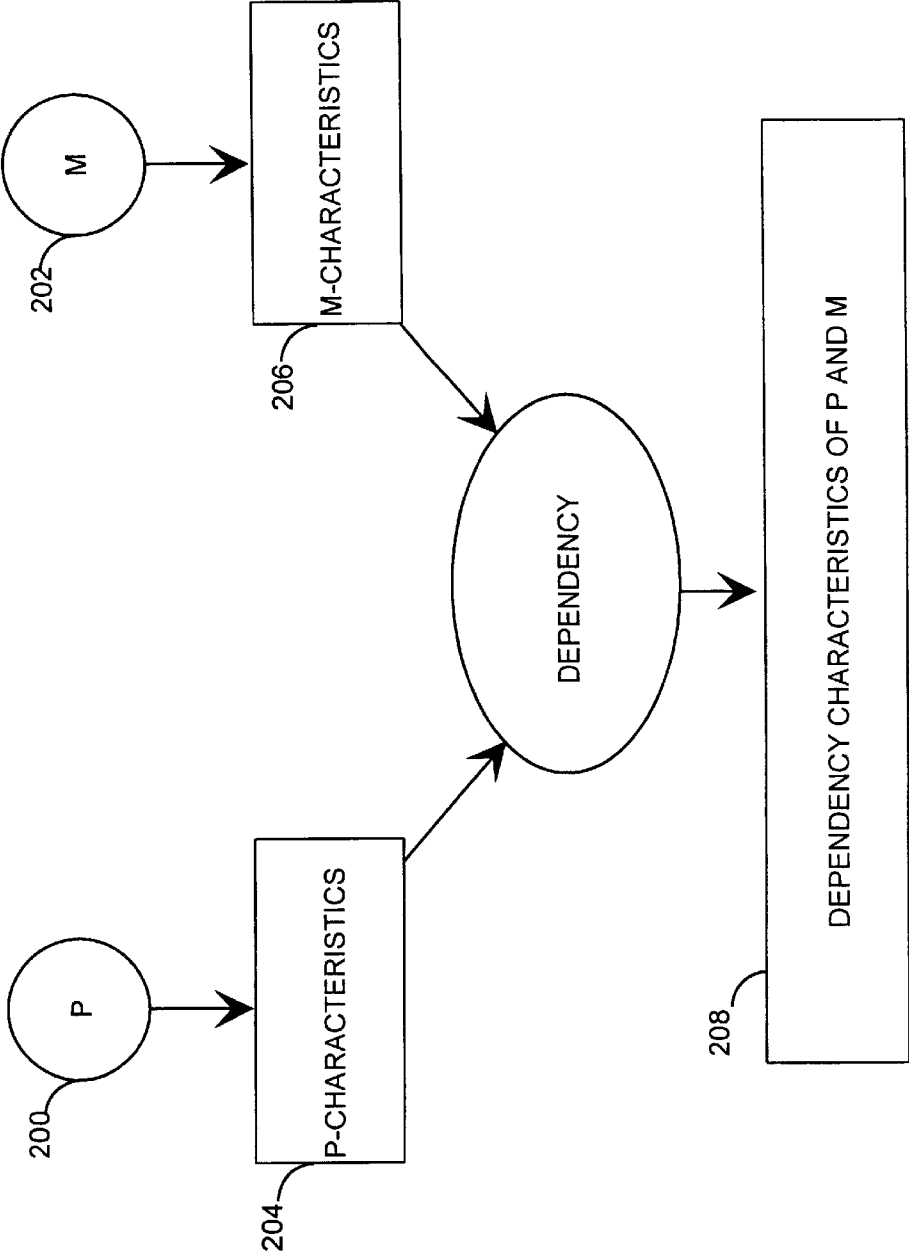 200
P
202
M
204
P-CHARACTERISTICS
206
M-CHARACTERISTICS
DEPENDENCY
208
DEPENDENCY CHARACTERISTICS OF P AND M